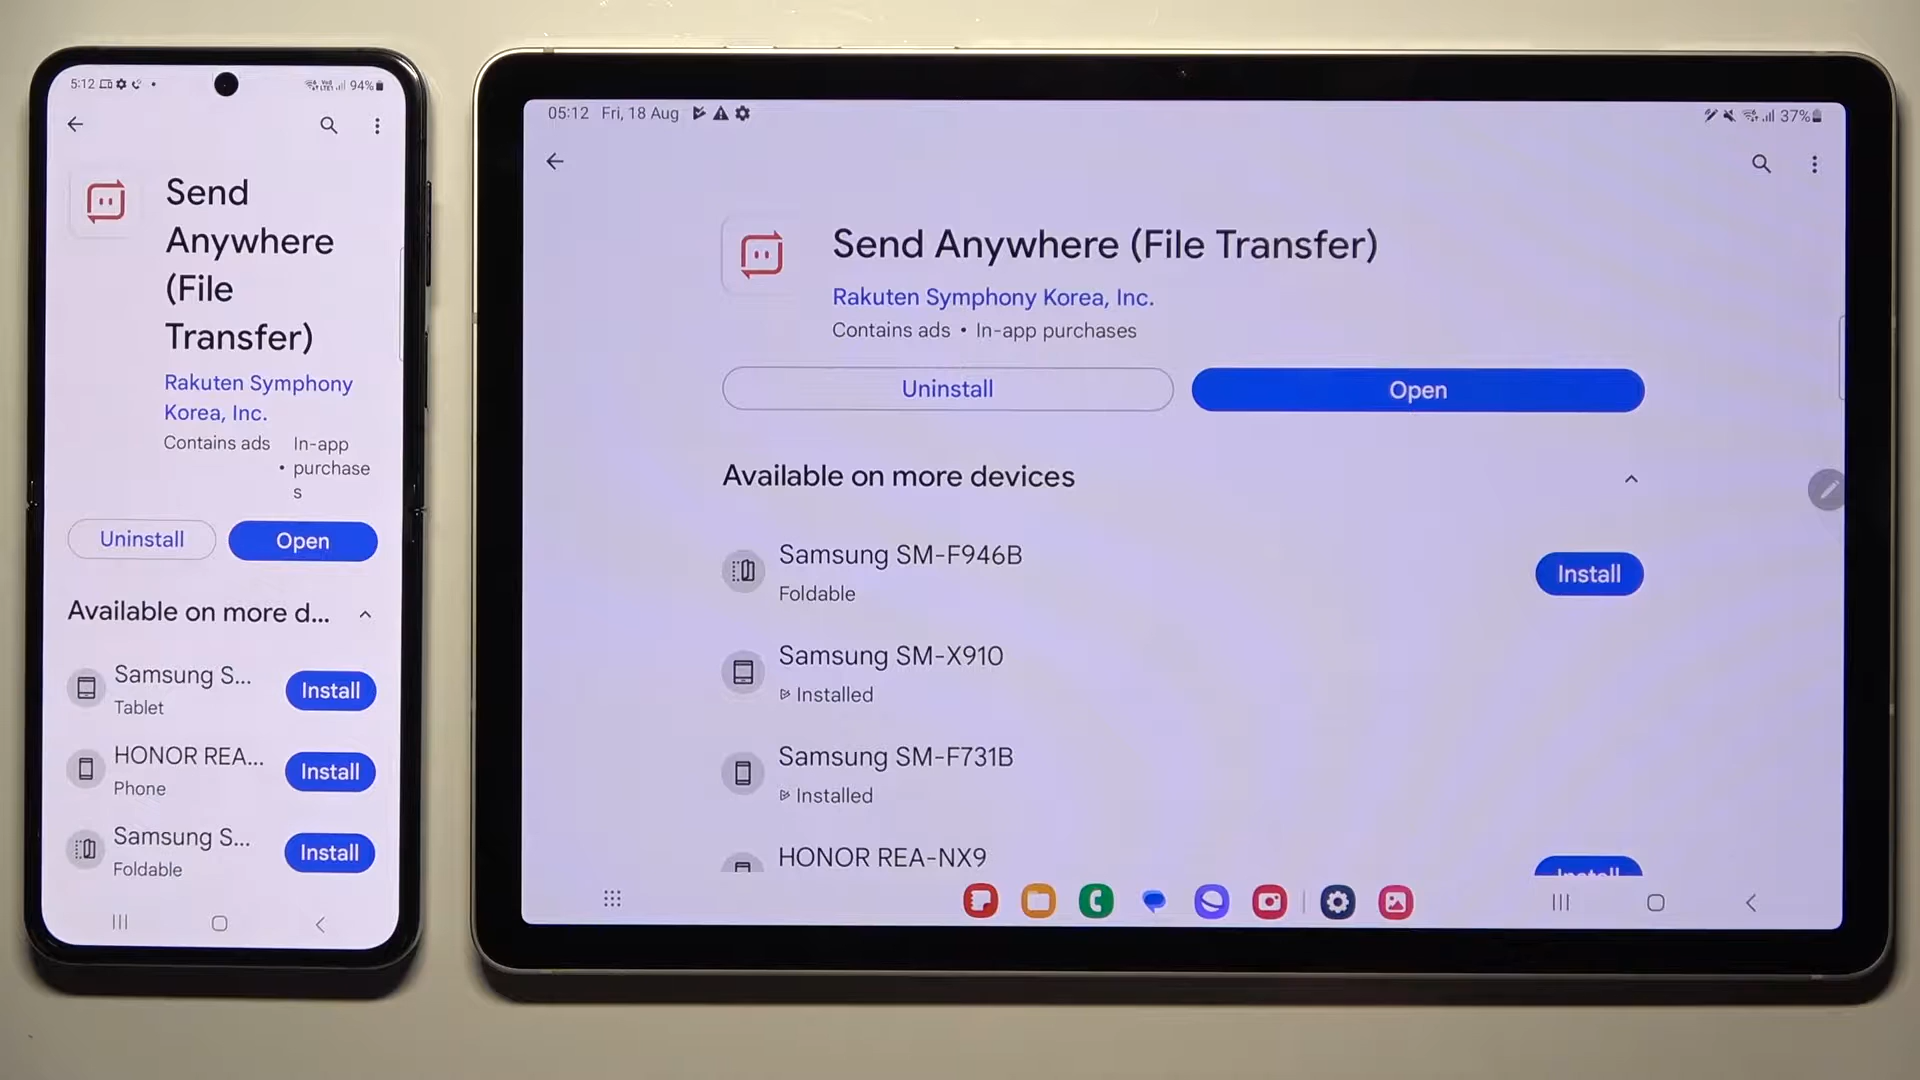 5:12
94%
Send
Anywhere
(File
Transfer)
Rakuten Symphony
Korea, Inc.
Contains ads • In-app
purchase
s
Uninstall
Open
Available on more d...
Samsung S...
Tablet
Install
HONOR REA...
Phone
Install
Samsung S...
Foldable
Install
05:12 Fri, 18 Aug
37%
Send Anywhere (File Transfer)
Rakuten Symphony Korea, Inc.
Contains ads • In-app purchases
Uninstall
Open
Available on more devices
Samsung SM-F946B
Foldable
Install
Samsung SM-X910
Installed
Samsung SM-F731B
Installed
HONOR REA-NX9
Install